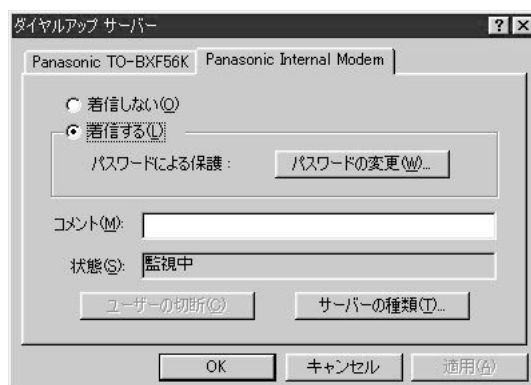 ダイヤルアップ サーバー
Panasonic TO-BXF56K Panasonic Internal Modem
着信しない(O)
着信する(L)
パスワードによる保護: パスワードの変更(W)...
コメント(M):
状態(S): 監視中
ユーザーの切断(C) サーバーの種類(T)...
OK キャンセル 適用(A)